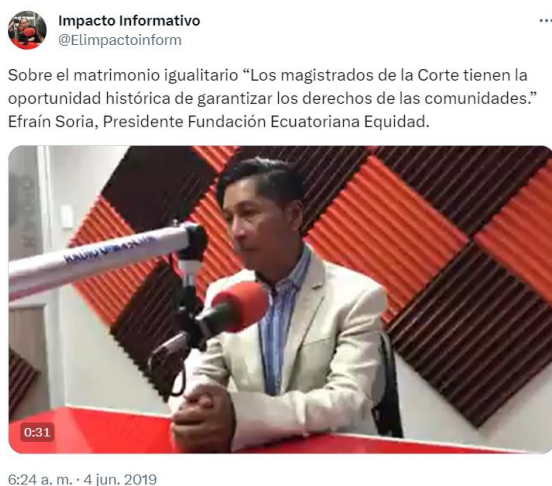 Impacto Informativo
@Elimpactoinform
Sobre el matrimonio igualitario “Los magistrados de la Corte tienen la
oportunidad histórica de garantizar los derechos de las comunidades.”
Efraín Soria, Presidente Fundación Ecuatoriana Equidad.
0:31
6:24 a. m. · 4 jun. 2019